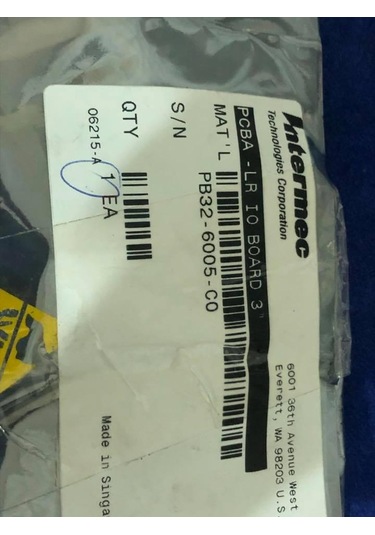 Intermec
Technologies Corporation
6001 36th Avenue West
Everett, WA 98203 U.S.
PCBA -LR IO BOARD 3"
MAT'L
PB32-6005-C0
S/N
QTY
1 EA
06215-A
Made in Singa